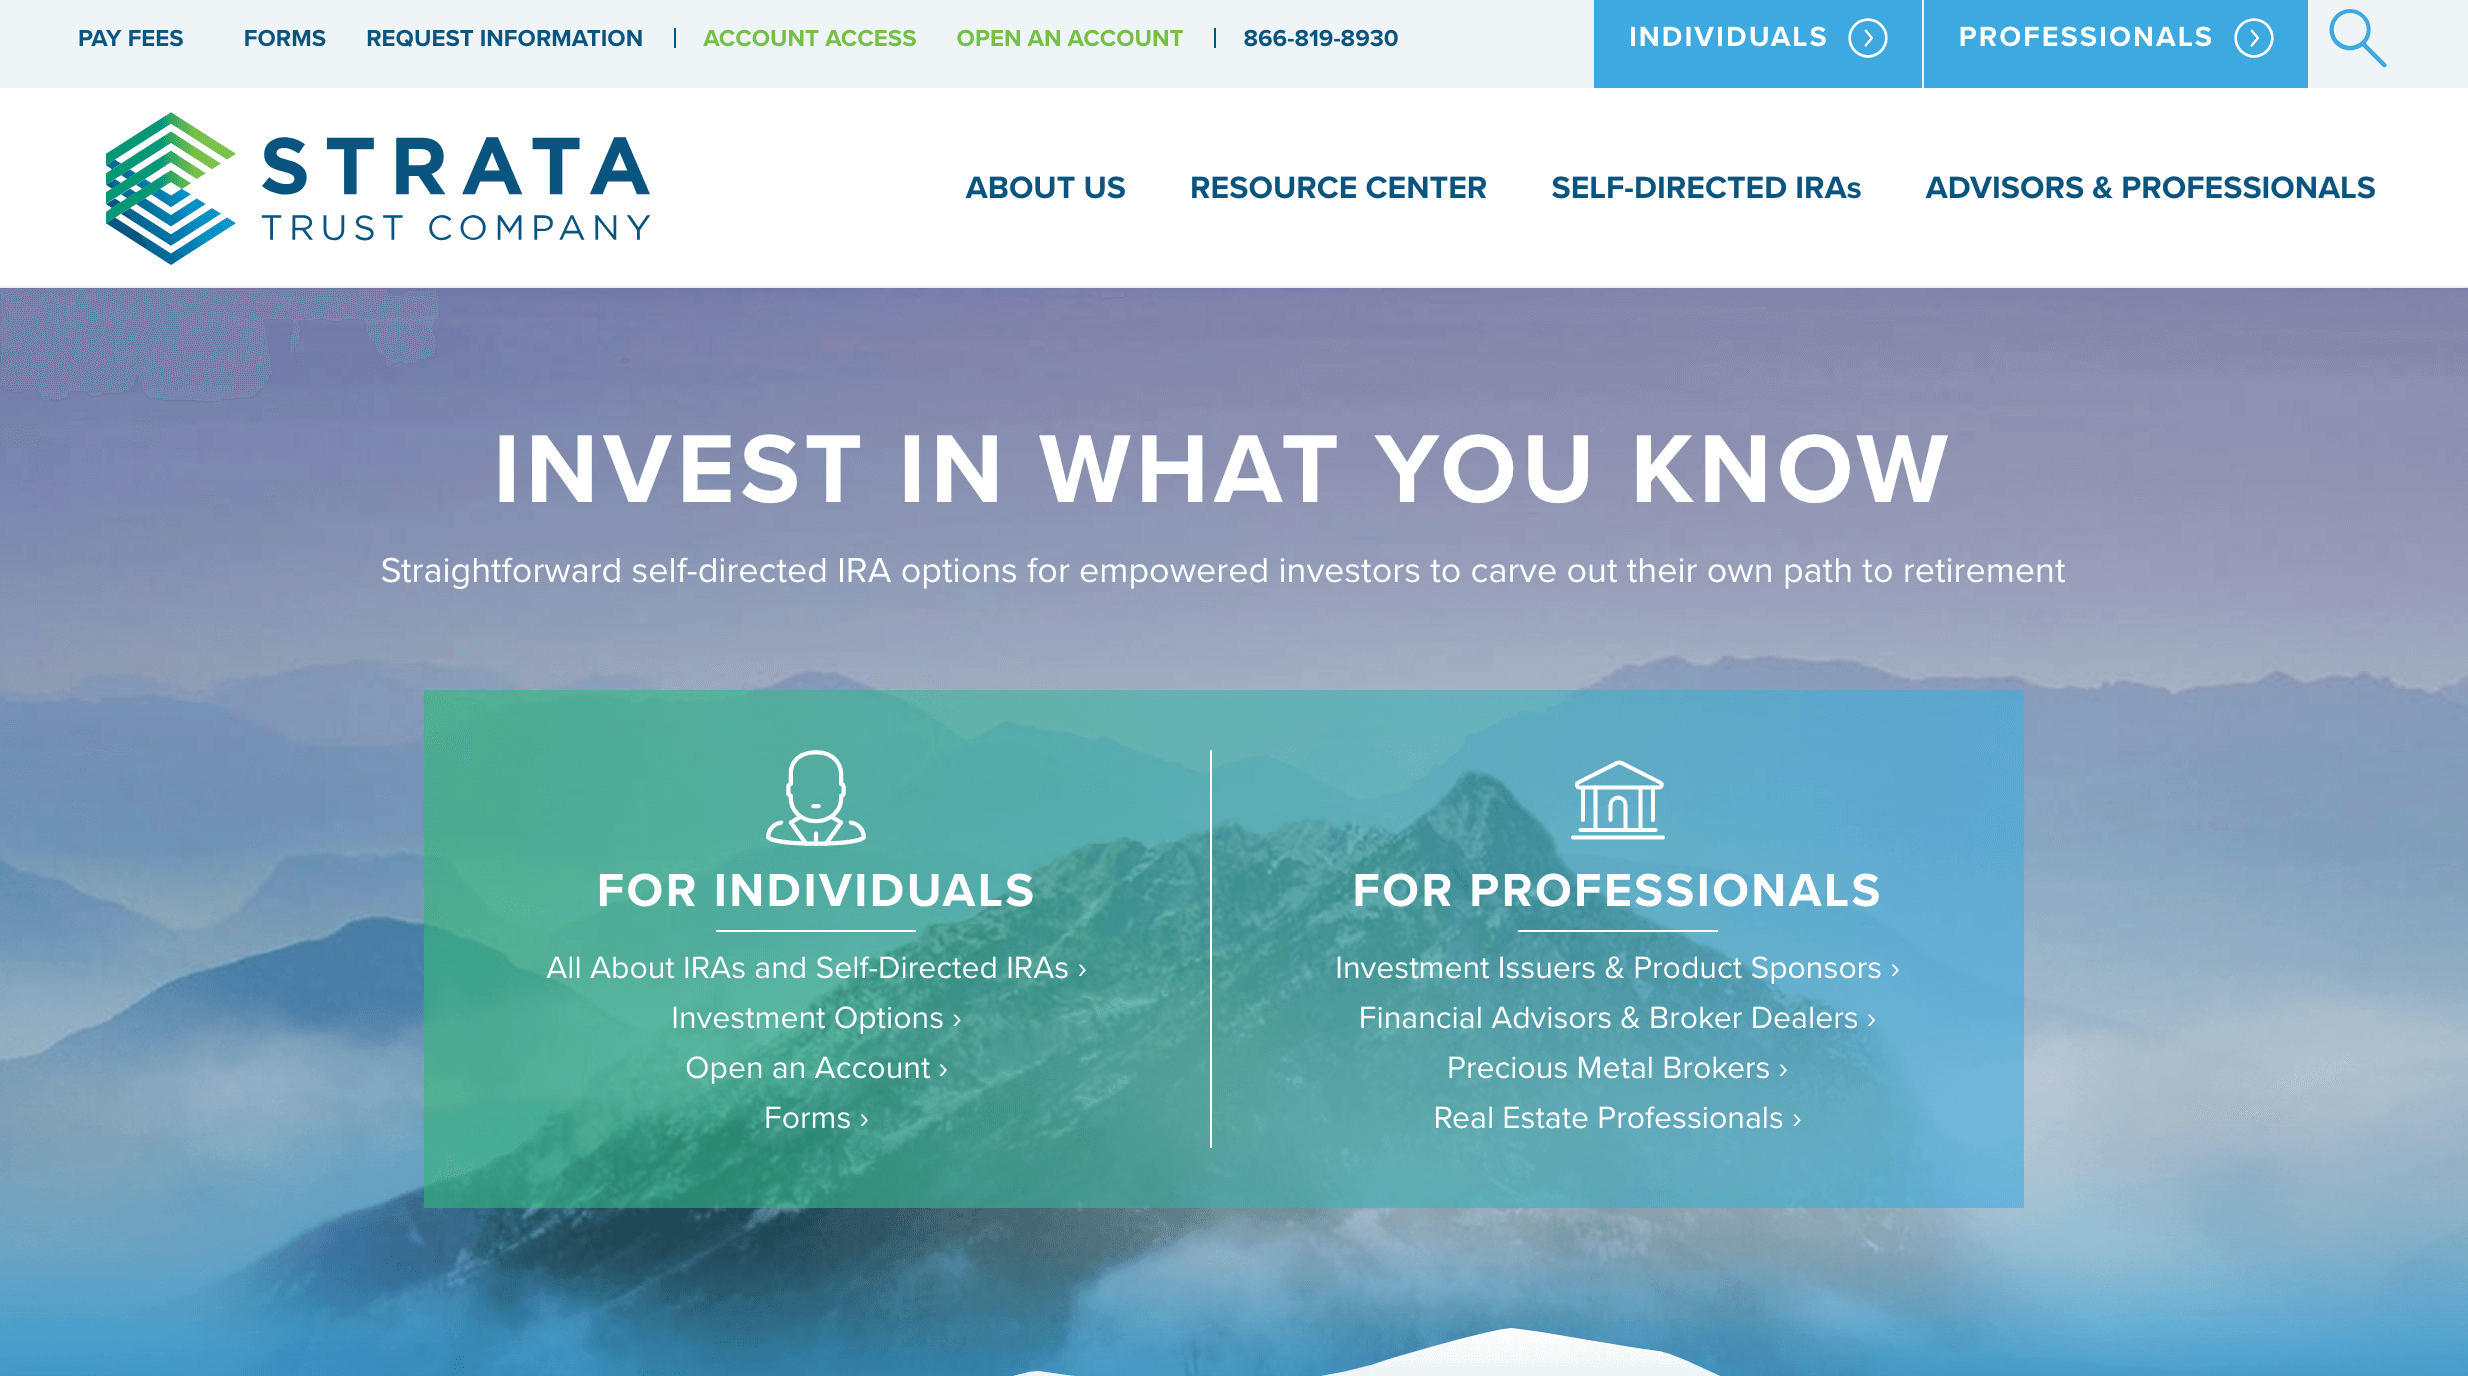 PAY FEES FORMS REQUEST INFORMATION | ACCOUNT ACCESS OPEN AN ACCOUNT | 866-819-8930 INDIVIDUALS PROFESSIONALS
STRATA
TRUST COMPANY
ABOUT US RESOURCE CENTER SELF-DIRECTED IRAs ADVISORS & PROFESSIONALS
INVEST IN WHAT YOU KNOW
Straightforward self-directed IRA options for empowered investors to carve out their own path to retirement
FOR INDIVIDUALS
All About IRAs and Self-Directed IRAs ›
Investment Options ›
Open an Account ›
Forms ›
FOR PROFESSIONALS
Investment Issuers & Product Sponsors ›
Financial Advisors & Broker Dealers ›
Precious Metal Brokers ›
Real Estate Professionals ›